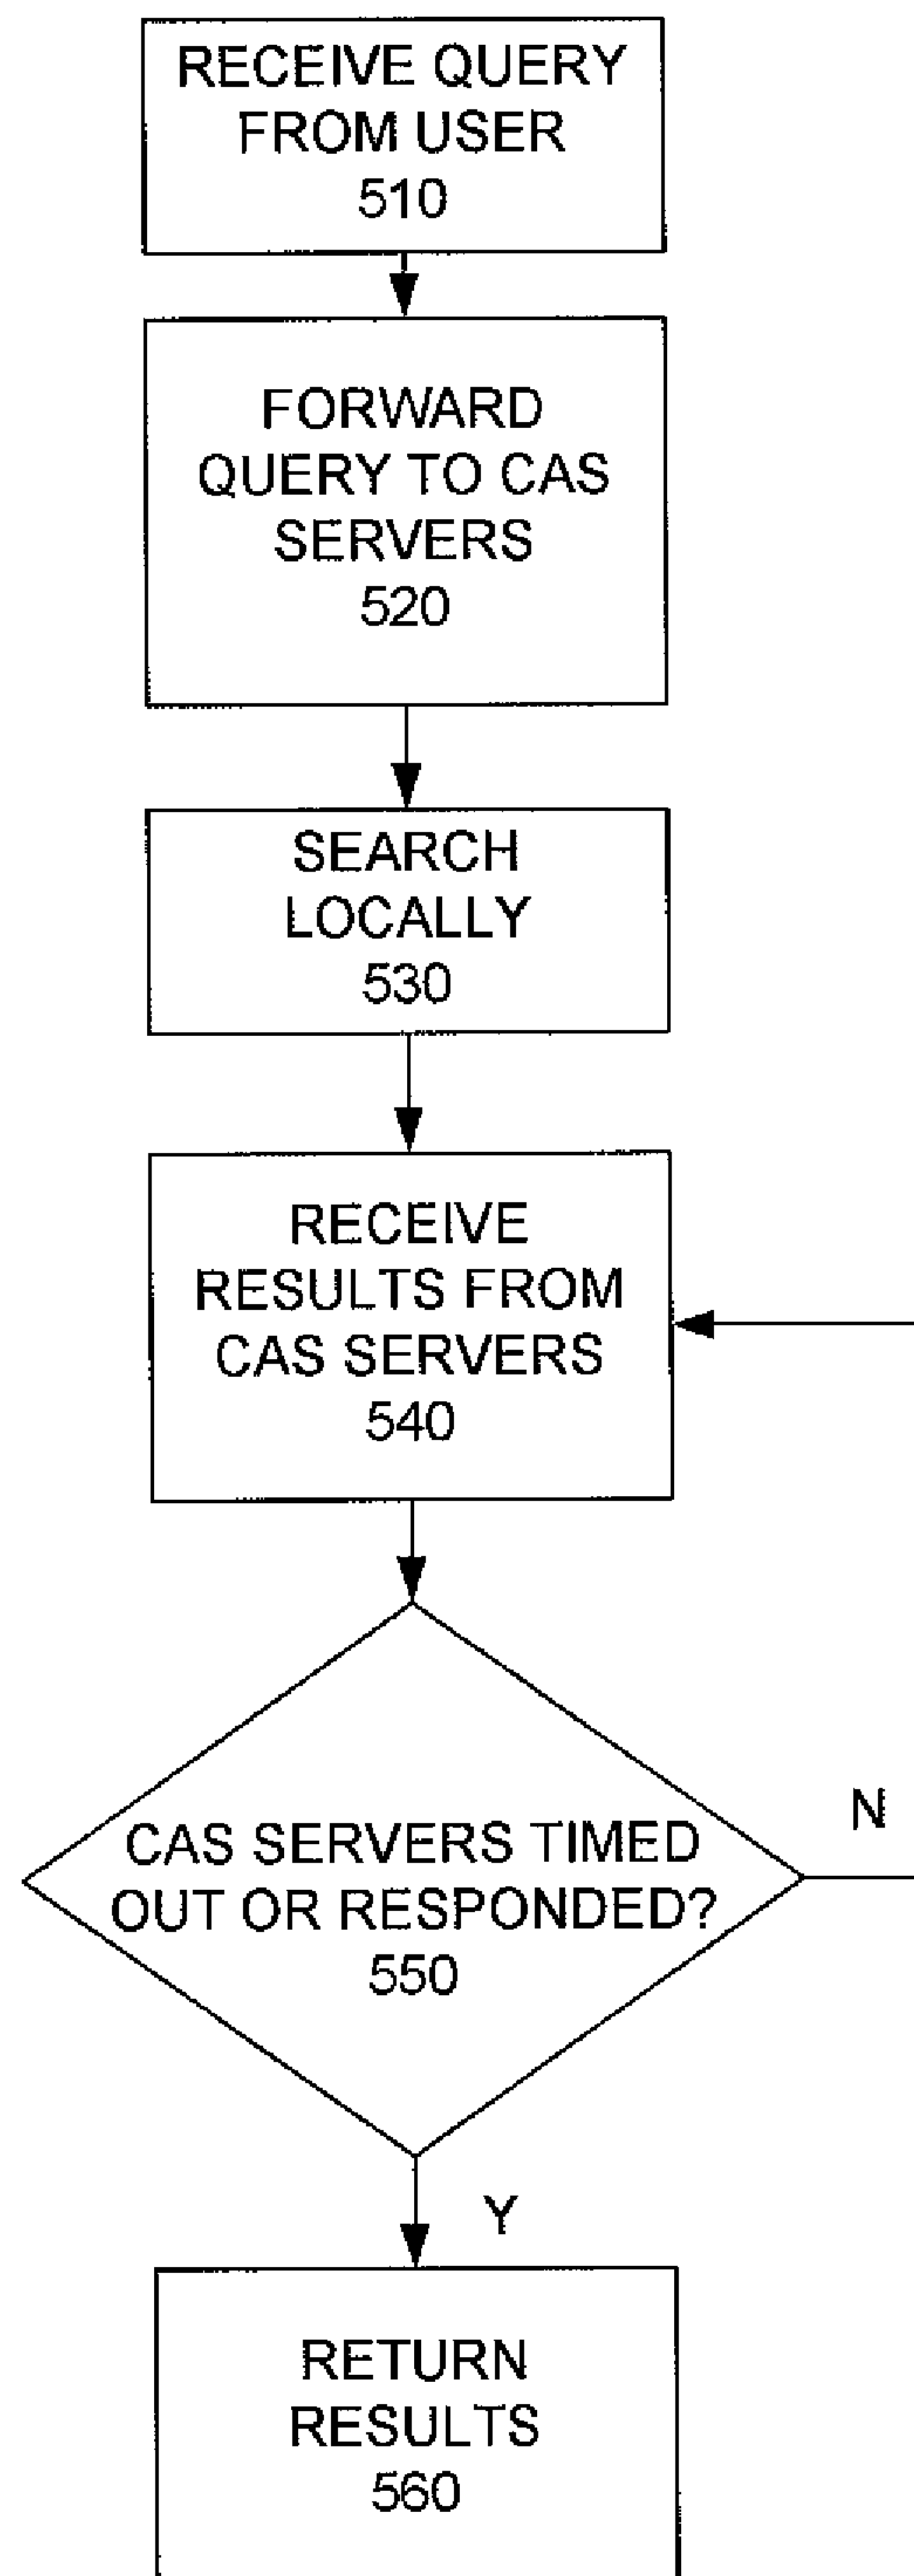 RECEIVE QUERY
FROM USER
510
FORWARD
QUERY TO CAS
SERVERS
520
SEARCH
LOCALLY
530
RECEIVE
RESULTS FROM
CAS SERVERS
540
CAS SERVERS TIMED
OUT OR RESPONDED?
550
N
Y
RETURN
RESULTS
560